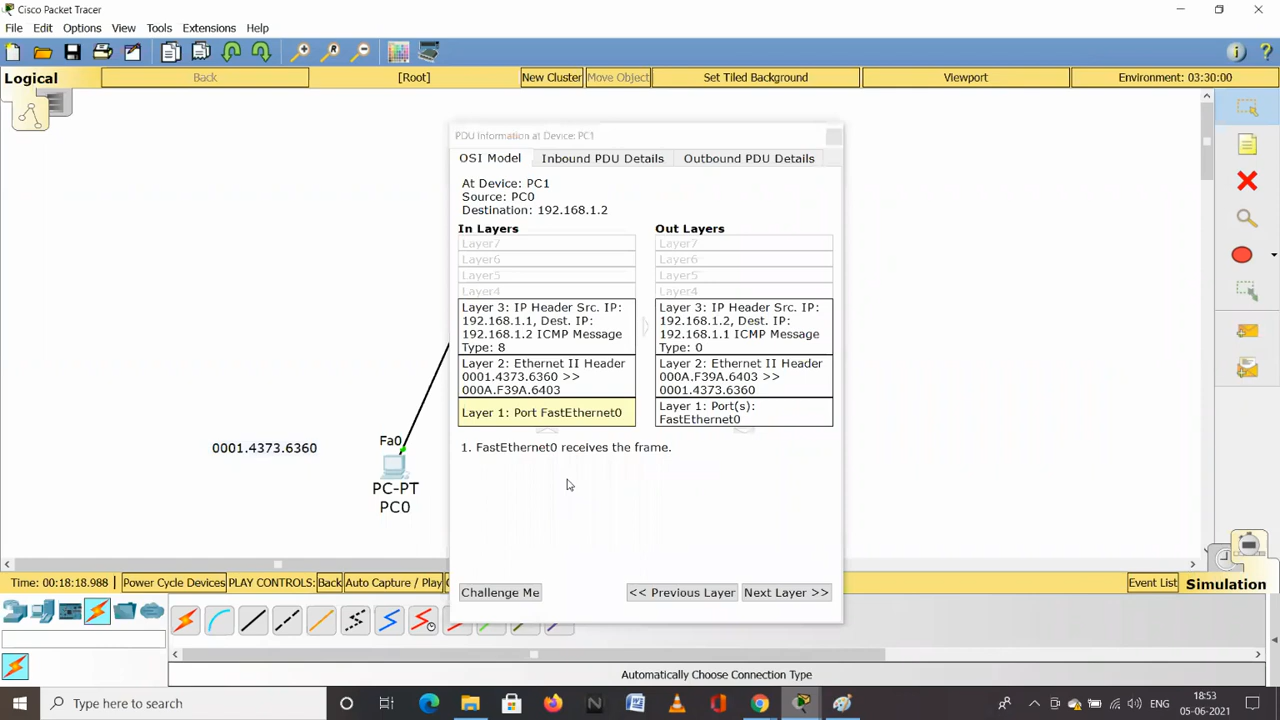 Cisco Packet Tracer
File Edit Options View Tools Extensions Help
Logical Back [Root] New Cluster Move Object Set Tiled Background Viewport Environment: 03:30:00
PDU Information at Device: PC1
OSI Model Inbound PDU Details Outbound PDU Details
At Device: PC1
Source: PC0
Destination: 192.168.1.2
In Layers Out Layers
Layer7 Layer7
Layer6 Layer6
Layer5 Layer5
Layer4 Layer4
Layer 3: IP Header Src. IP:
192.168.1.1, Dest. IP:
192.168.1.2 ICMP Message
Type: 8
Layer 3: IP Header Src. IP:
192.168.1.2, Dest. IP:
192.168.1.1 ICMP Message
Type: 0
Layer 2: Ethernet II Header
0001.4373.6360 >>
000A.F39A.6403
Layer 2: Ethernet II Header
000A.F39A.6403 >>
0001.4373.6360
Layer 1: Port FastEthernet0
Layer 1: Port(s):
FastEthernet0
1. FastEthernet0 receives the frame.
Fa0
0001.4373.6360
PC-PT
PC0
Challenge Me << Previous Layer Next Layer >>
Time: 00:18:18.988 Power Cycle Devices PLAY CONTROLS: Back Auto Capture / Play Event List Simulation
Automatically Choose Connection Type
Type here to search
ENG
18:53
05-06-2021